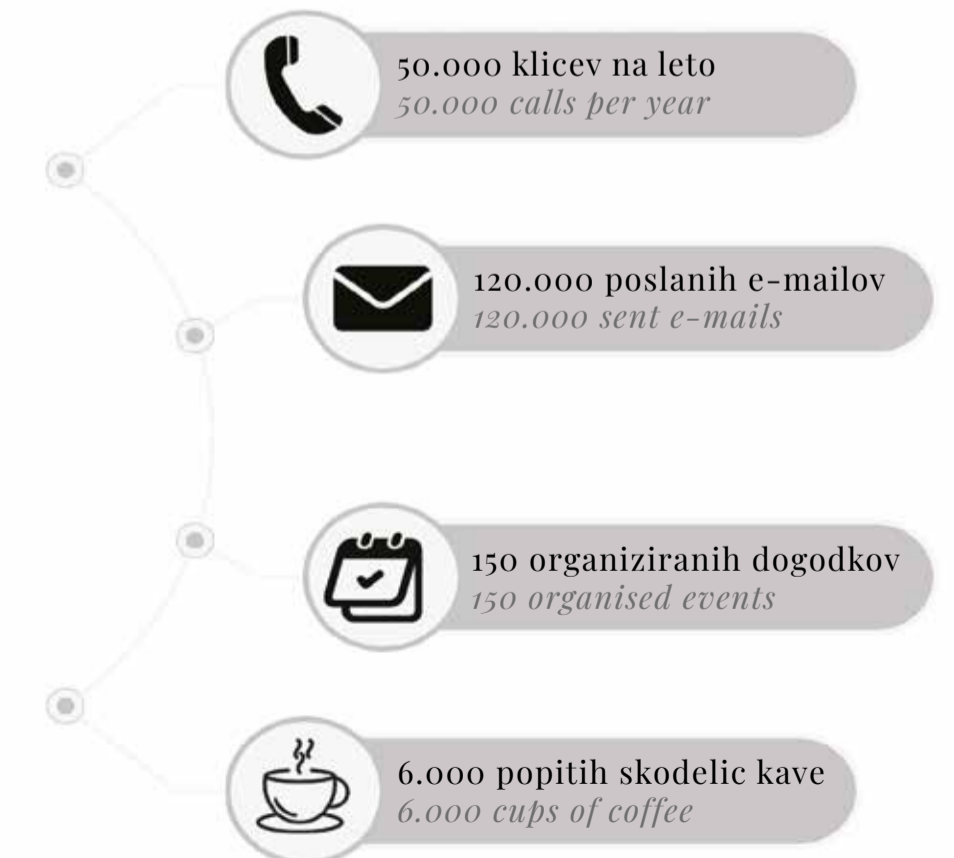 50.000 klicev na leto
50.000 calls per year
120.000 poslanih e-mailov
120.000 sent e-mails
150 organiziranih dogodkov
150 organised events
6.000 popitih skodelic kave
6.000 cups of coffee